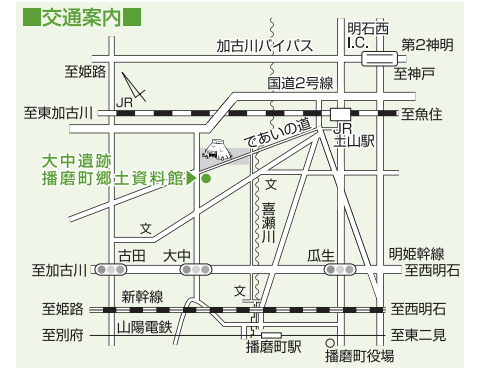 ■交通案内■
明石西
I.C.
加古川バイパス
第2神明
至姫路
至神戸
国道2号線
JR
至東加古川
至魚住
であいの道
JR
土山駅
大中遺跡
播磨町郷土資料館▶●
文
文
喜瀬川
古田
大中
瓜生
明姫幹線
至加古川
至西明石
文
新幹線
至姫路
至西明石
山陽電鉄
至別府
至東二見
播磨町駅
播磨町役場